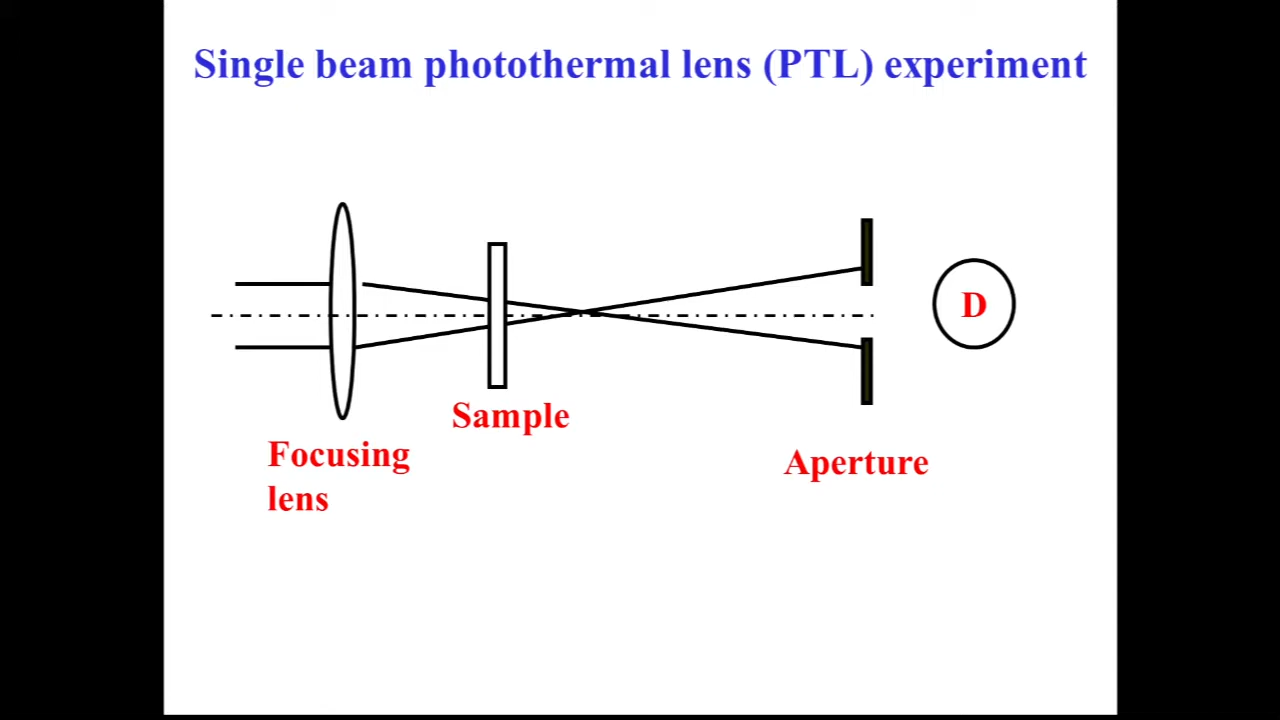 Single beam photothermal lens (PTL) experiment
D
Sample
Focusing
lens
Aperture